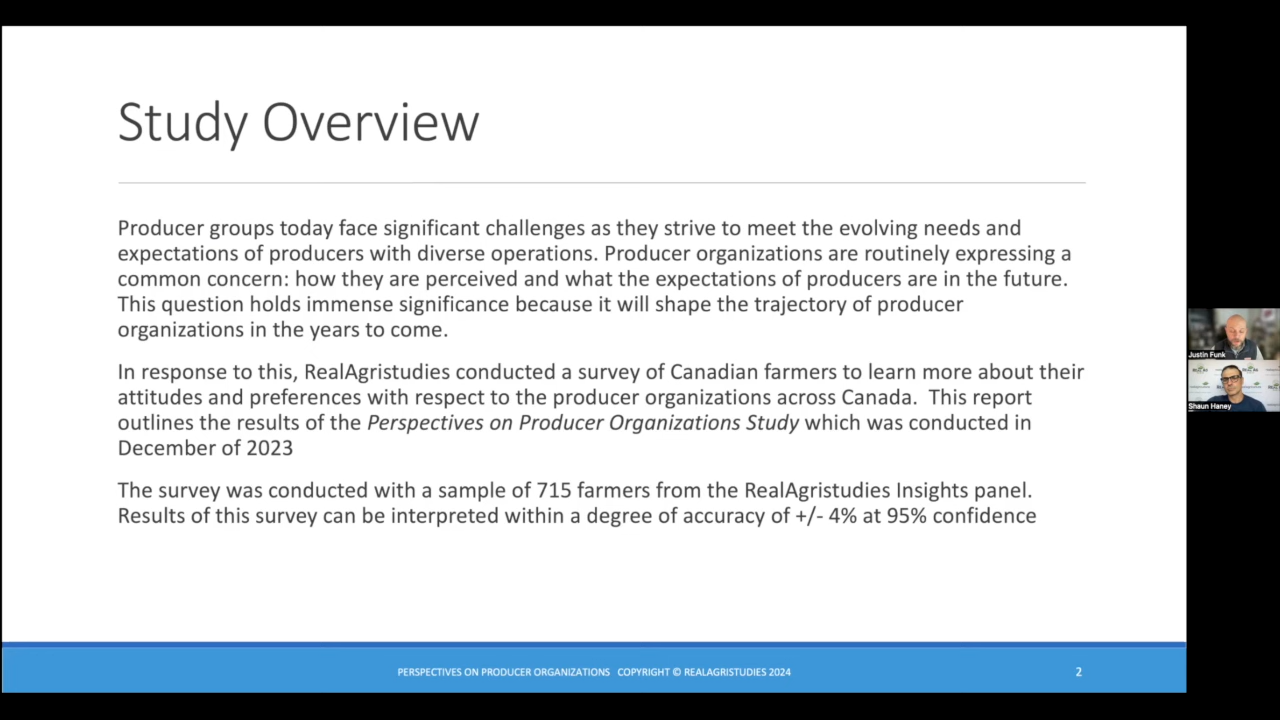 Study Overview
Producer groups today face significant challenges as they strive to meet the evolving needs and
expectations of producers with diverse operations. Producer organizations are routinely expressing a
common concern: how they are perceived and what the expectations of producers are in the future.
This question holds immense significance because it will shape the trajectory of producer
organizations in the years to come.
In response to this, RealAgristudies conducted a survey of Canadian farmers to learn more about their
attitudes and preferences with respect to the producer organizations across Canada.  This report
outlines the results of the Perspectives on Producer Organizations Study which was conducted in
December of 2023
The survey was conducted with a sample of 715 farmers from the RealAgristudies Insights panel.
Results of this survey can be interpreted within a degree of accuracy of +/- 4% at 95% confidence
Justin Funk
Shaun Haney
PERSPECTIVES ON PRODUCER ORGANIZATIONS   COPYRIGHT © REALAGRISTUDIES 2024
2